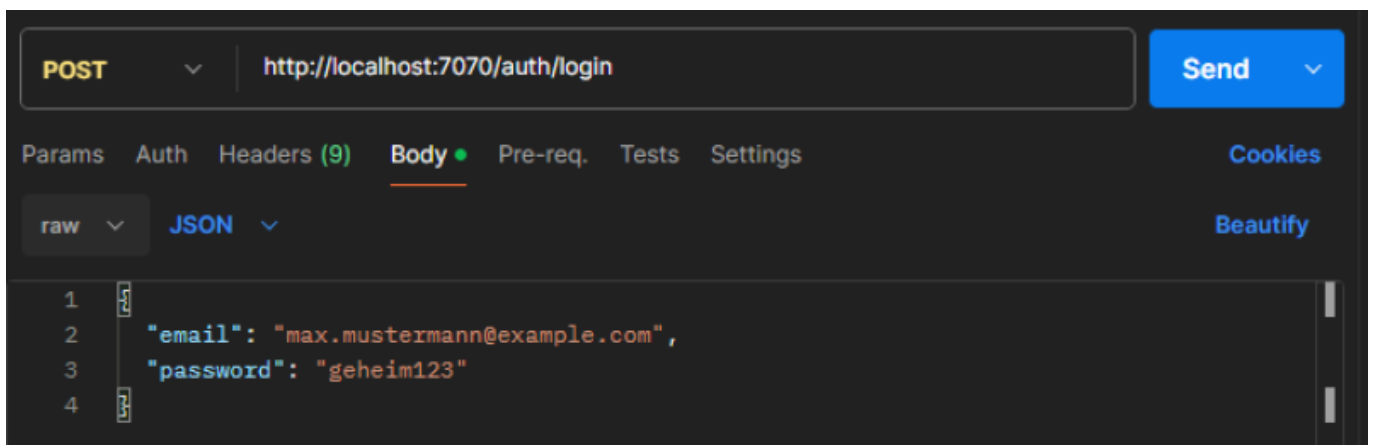 POST http://localhost:7070/auth/login Send
Params Auth Headers (9) Body Pre-req. Tests Settings Cookies
raw JSON Beautify
1 {
2 "email": "max.mustermann@example.com",
3 "password": "geheim123"
4 }